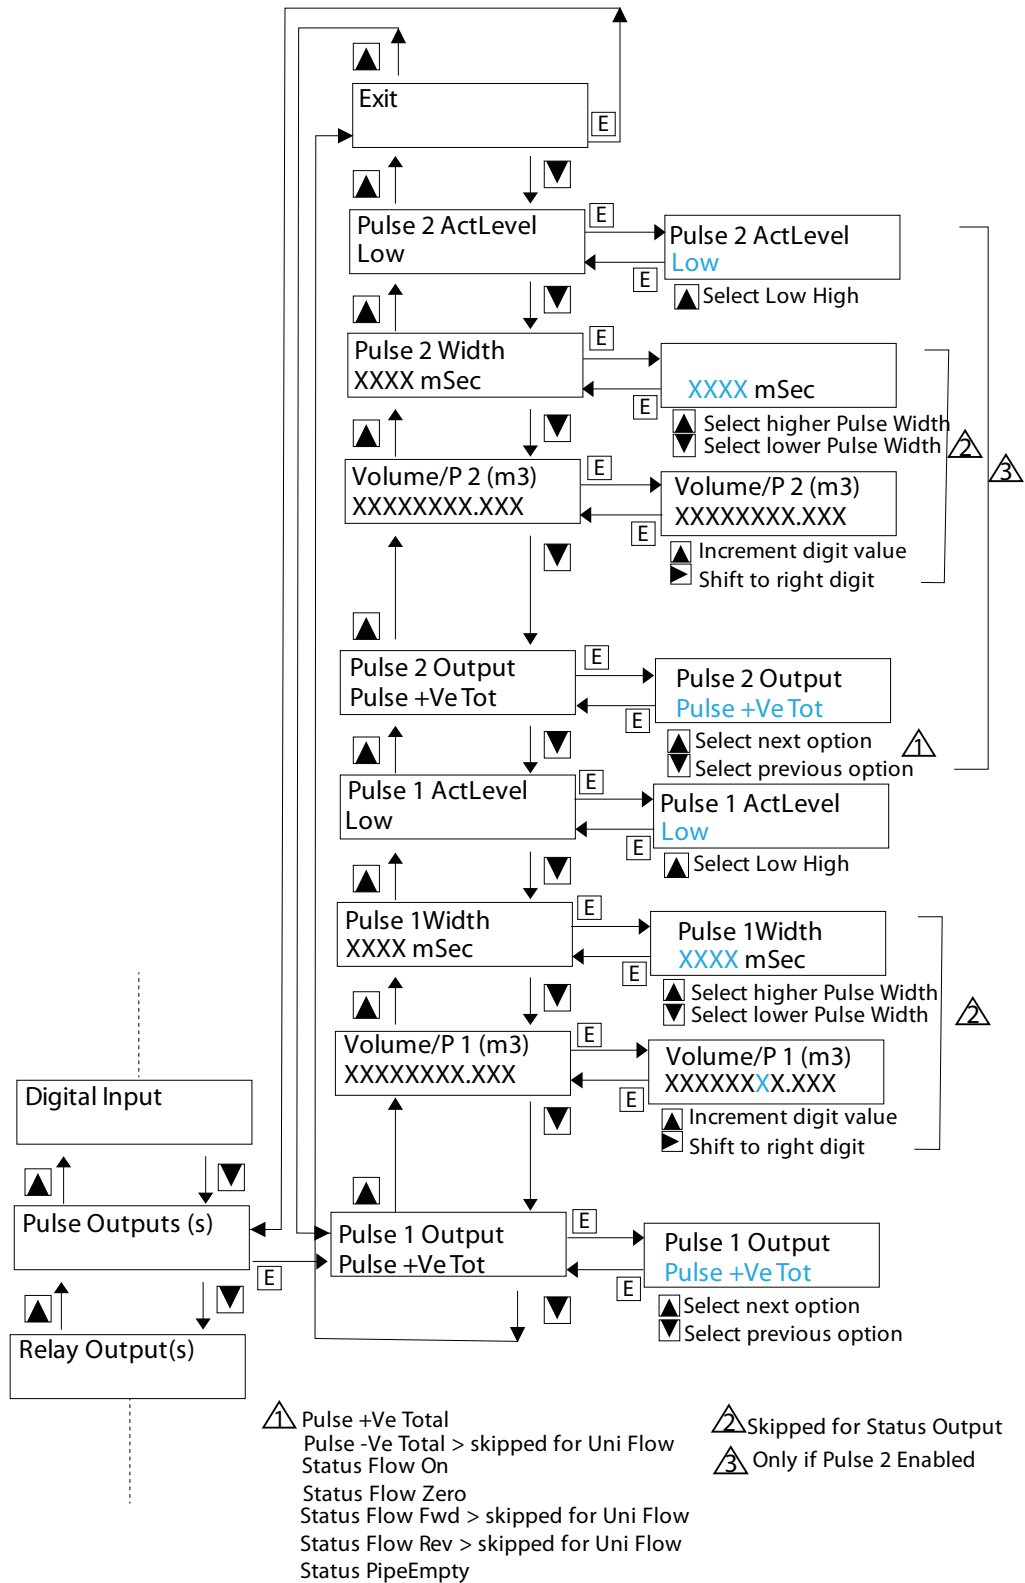 Exit
E
Pulse 2 ActLevel
Low
E
E
Pulse 2 ActLevel
Low
Select Low High
Pulse 2 Width
XXXX mSec
E
E
XXXX mSec
Select higher Pulse Width
Select lower Pulse Width
2
3
Volume/P 2 (m3)
XXXXXXXX.XXX
E
E
Volume/P 2 (m3)
XXXXXXXX.XXX
Increment digit value
Shift to right digit
Pulse 2 Output
Pulse +Ve Tot
E
E
Pulse 2 Output
Pulse +Ve Tot
Select next option
Select previous option
1
Pulse 1 ActLevel
Low
E
E
Pulse 1 ActLevel
Low
Select Low High
Pulse 1Width
XXXX mSec
E
E
Pulse 1Width
XXXX mSec
Select higher Pulse Width
Select lower Pulse Width
2
Volume/P 1 (m3)
XXXXXXXX.XXX
E
E
Volume/P 1 (m3)
XXXXXXXX.XXX
Increment digit value
Shift to right digit
Digital Input
Pulse Outputs (s)
E
Relay Output(s)
Pulse 1 Output
Pulse +Ve Tot
E
E
Pulse 1 Output
Pulse +Ve Tot
Select next option
Select previous option
1 Pulse +Ve Total
Pulse -Ve Total > skipped for Uni Flow
Status Flow On
Status Flow Zero
Status Flow Fwd > skipped for Uni Flow
Status Flow Rev > skipped for Uni Flow
Status PipeEmpty
2 Skipped for Status Output
3 Only if Pulse 2 Enabled